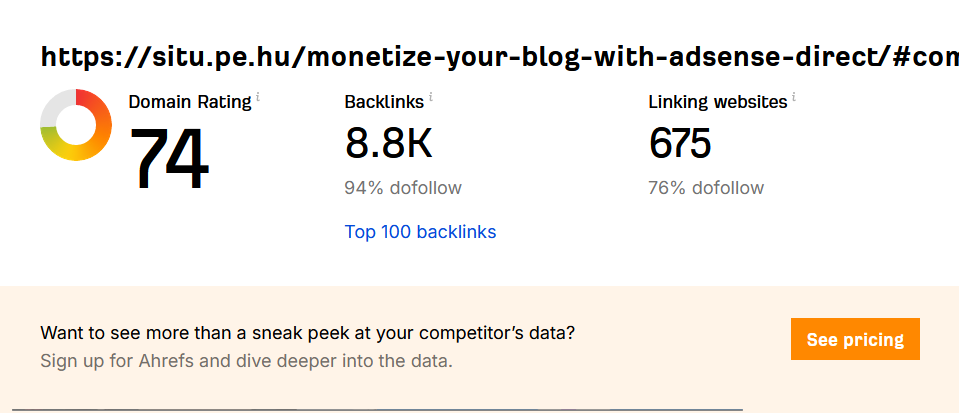 https://situ.pe.hu/monetize-your-blog-with-adsense-direct/#com
Domain Rating i
74
Backlinks i
8.8K
94% dofollow
Top 100 backlinks
Linking websites i
675
76% dofollow
Want to see more than a sneak peek at your competitor’s data?
Sign up for Ahrefs and dive deeper into the data.
See pricing